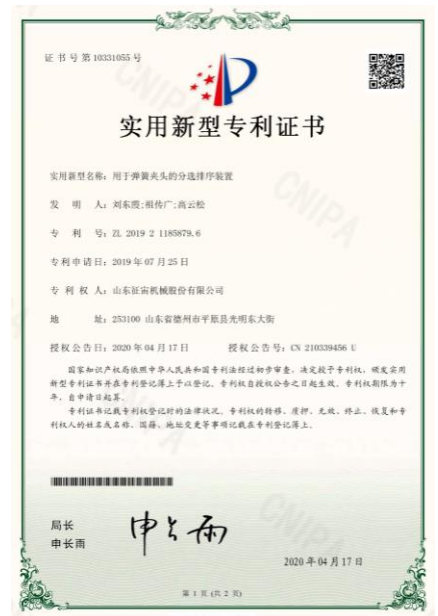 证书号第10331055号
实用新型专利证书
实用新型名称：用于弹簧夹头的分选排序装置
发 明 人：刘东霞;祖传广;高云松
专 利 号：ZL 2019 2 1185879.6
专利申请日：2019年07月25日
专 利 权 人：山东征宙机械股份有限公司
地 址：253100 山东省德州市平原县光明东大街
授权公告日：2020年04月17日 授权公告号：CN 210339456 U
国家知识产权局依照中华人民共和国专利法经过初步审查，决定授予专利权，颁发实用
新型专利证书并在专利登记簿上予以登记。专利权自授权公告之日起生效。专利权期限为十
年，自申请日起算。
专利证书记载专利权登记时的法律状况。专利权的转移、质押、无效、终止、恢复和专
利权人的姓名或名称、国籍、地址变更等事项记载在专利登记簿上。
局长
申长雨
申长雨
2020年04月17日
第 1 页 (共 2 页)
CNIPA
CNIPA
CNIPA